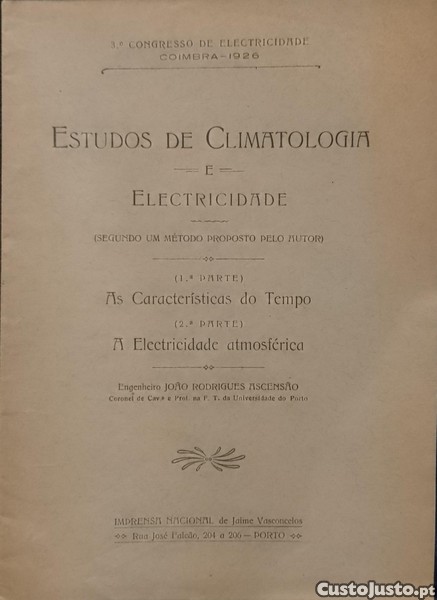 3.º CONGRESSO DE ELECTRICIDADE
COIMBRA—1926
ESTUDOS DE CLIMATOLOGIA
E
ELECTRICIDADE
(SEGUNDO UM MÉTODO PROPOSTO PELO AUTOR)
(1.ª PARTE)
As Características do Tempo
(2.ª PARTE)
A Electricidade atmosférica
Engenheiro JOÃO RODRIGUES ASCENSÃO
Coronel de Cav.ª e Prof. na F. T. da Universidade do Porto
IMPRENSA NACIONAL de Jaime Vasconcelos
Rua José Falcão, 204 a 206—PORTO
CustoJusto.pt